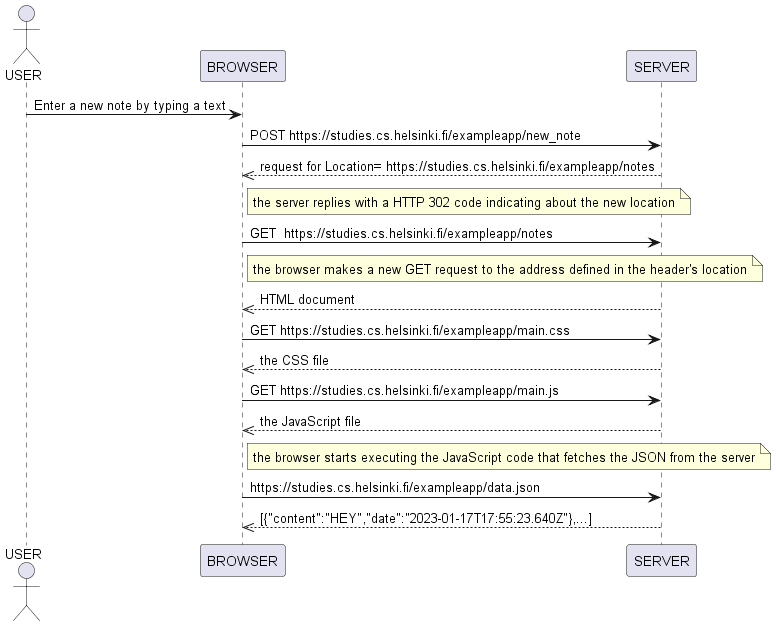 USER
BROWSER
SERVER
Enter a new note by typing a text
POST https://studies.cs.helsinki.fi/exampleapp/new_note
request for Location= https://studies.cs.helsinki.fi/exampleapp/notes
the server replies with a HTTP 302 code indicating about the new location
GET  https://studies.cs.helsinki.fi/exampleapp/notes
the browser makes a new GET request to the address defined in the header's location
HTML document
GET https://studies.cs.helsinki.fi/exampleapp/main.css
the CSS file
GET https://studies.cs.helsinki.fi/exampleapp/main.js
the JavaScript file
the browser starts executing the JavaScript code that fetches the JSON from the server
https://studies.cs.helsinki.fi/exampleapp/data.json
[{"content":"HEY","date":"2023-01-17T17:55:23.640Z"},...]
USER
BROWSER
SERVER